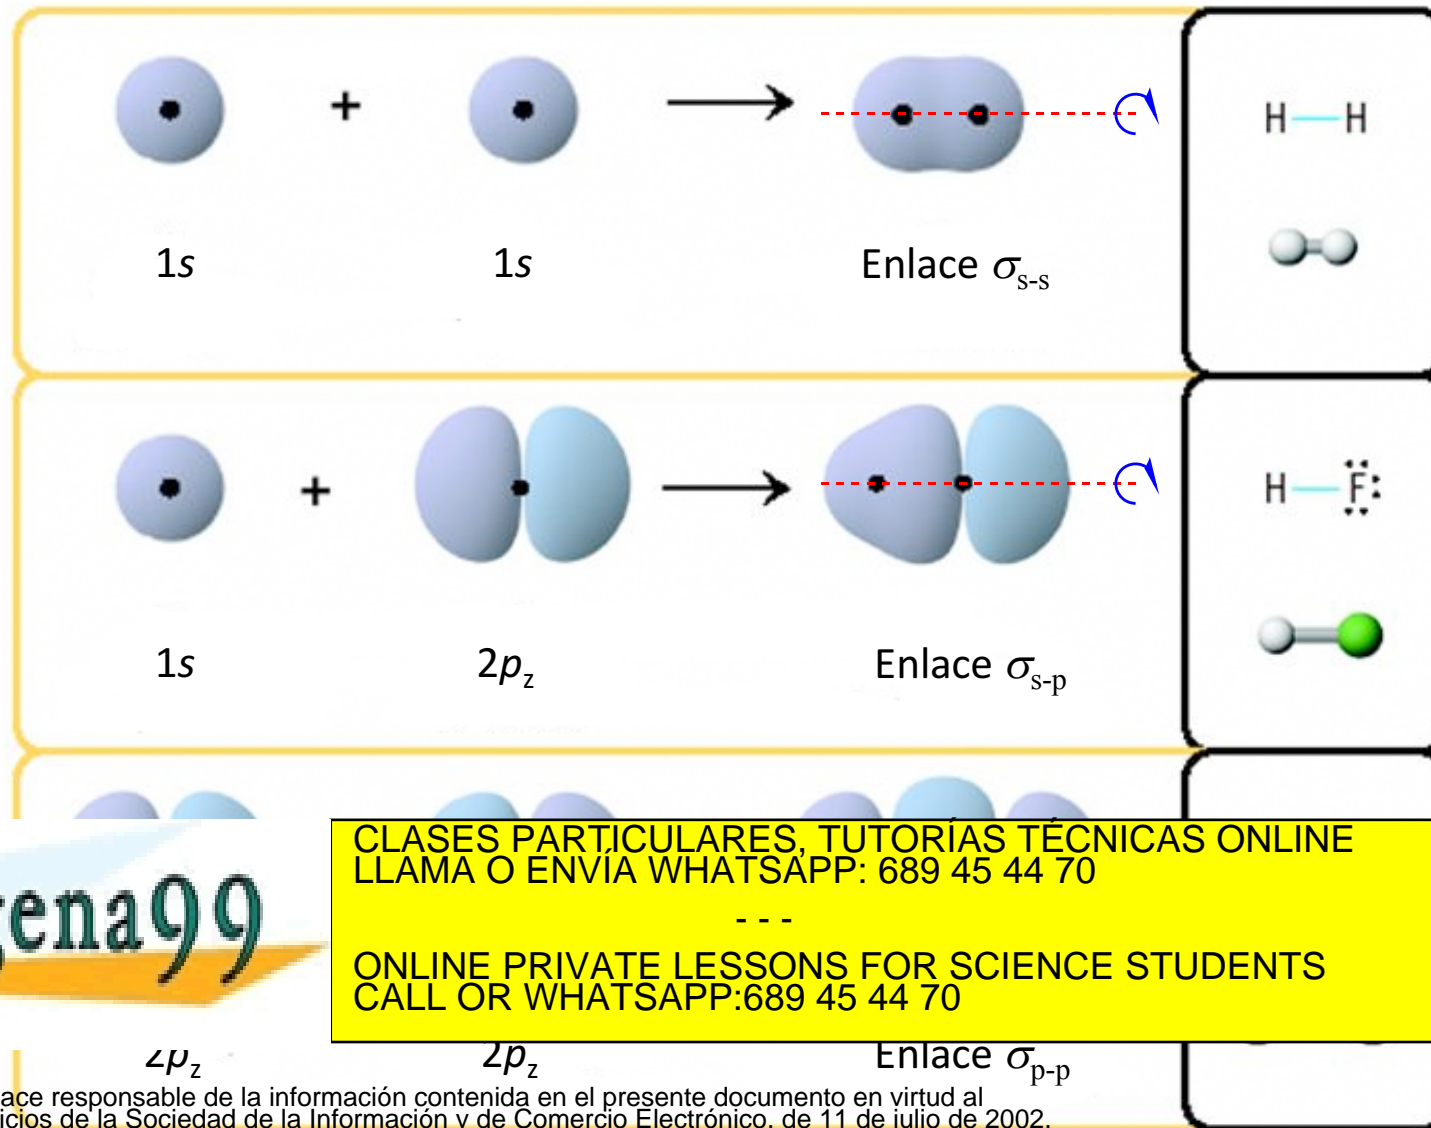 +
H—H
1s 1s Enlace σs-s
+
H—F
1s 2pz Enlace σs-p
CLASES PARTICULARES, TUTORÍAS TÉCNICAS ONLINE
LLAMA O ENVÍA WHATSAPP: 689 45 44 70
- - -
ONLINE PRIVATE LESSONS FOR SCIENCE STUDENTS
CALL OR WHATSAPP:689 45 44 70
ena99
2pz 2pz Enlace σp-p
ace responsable de la información contenida en el presente documento en virtud al
icios de la Sociedad de la Información y de Comercio Electrónico, de 11 de julio de 2002.